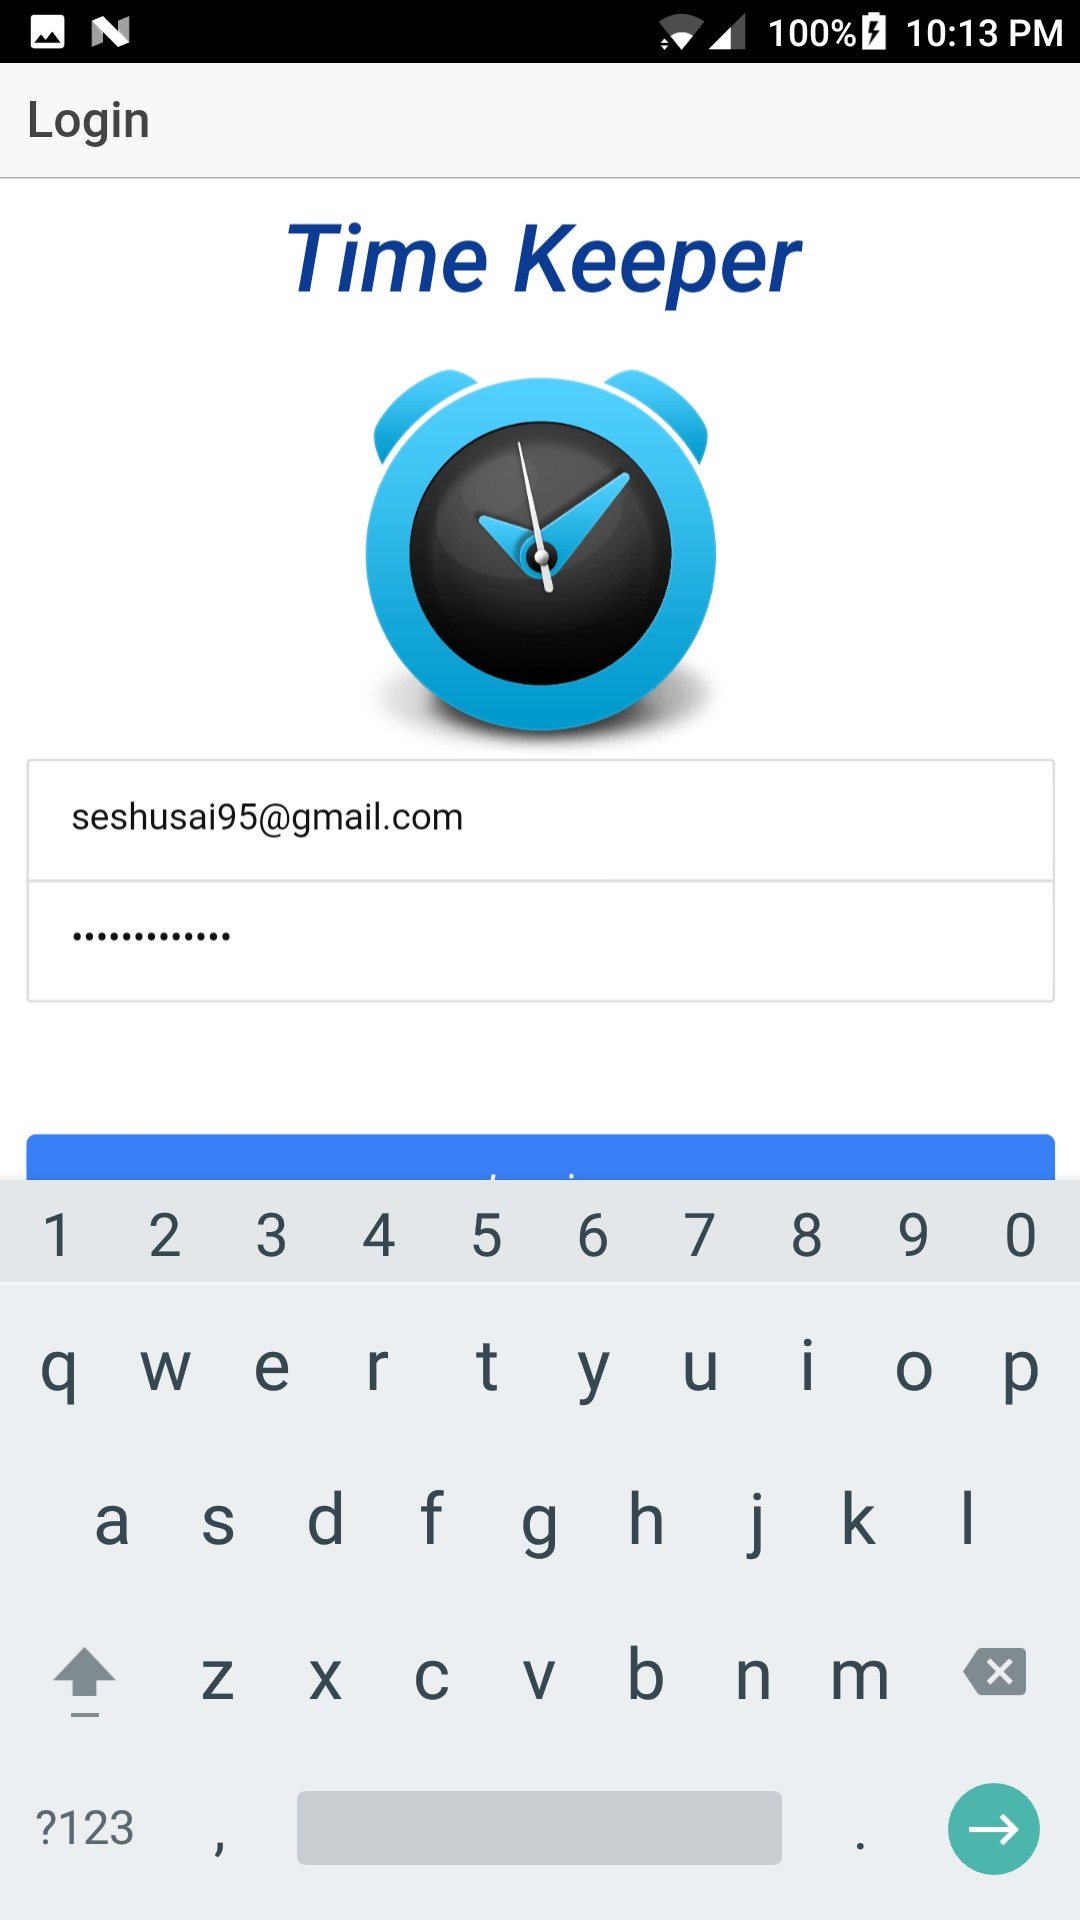 100% 10:13 PM
Login
Time Keeper
seshusai95@gmail.com
•••••••••••••
1 2 3 4 5 6 7 8 9 0
q w e r t y u i o p
a s d f g h j k l
z x c v b n m
?123 , .